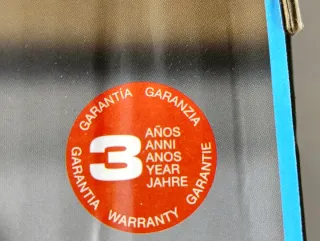 GARANTÍA GARANZIA
3
AÑOS
ANNI
ANOS
YEAR
JAHRE
GARANTIA WARRANTY GARANTIE